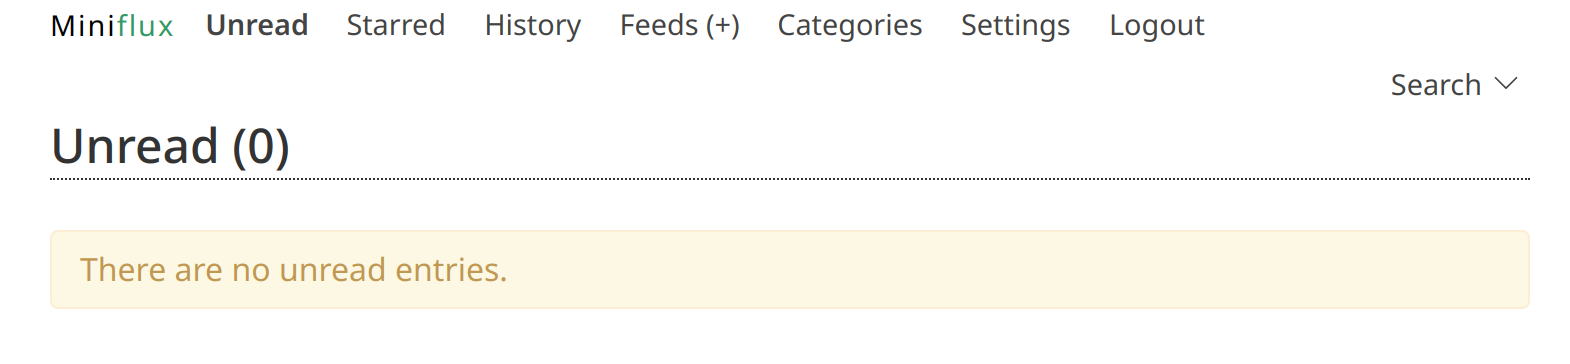 Miniflux Unread Starred History Feeds (+) Categories Settings Logout
Search
Unread (0)
There are no unread entries.